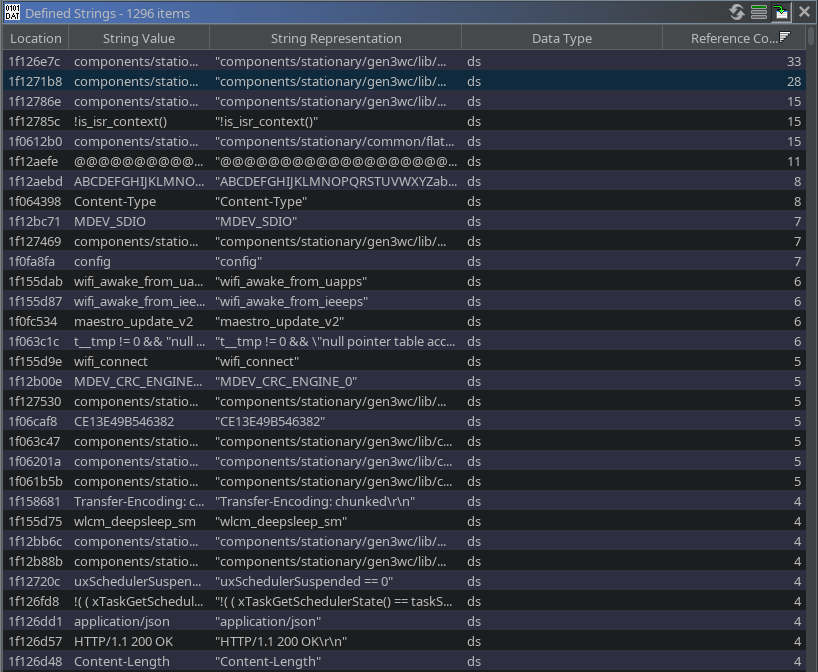 0101 DAT Defined Strings - 1296 items
Location String Value String Representation Data Type Reference Co...
1f126e7c components/statio... "components/stationary/gen3wc/lib/... ds 33
1f1271b8 components/statio... "components/stationary/gen3wc/lib/... ds 28
1f12786e components/statio... "components/stationary/gen3wc/lib/... ds 15
1f12785c !is_isr_context() "!is_isr_context()" ds 15
1f0612b0 components/statio... "components/stationary/common/flat... ds 15
1f12aefe @@@@@@@@@@... "@@@@@@@@@@@@@@@@@@@... ds 11
1f12aebd ABCDEFGHIJKLMNO... "ABCDEFGHIJKLMNOPQRSTUVWXYZab... ds 8
1f064398 Content-Type "Content-Type" ds 8
1f12bc71 MDEV_SDIO "MDEV_SDIO" ds 7
1f127469 components/statio... "components/stationary/gen3wc/lib/... ds 7
1f0fa8fa config "config" ds 7
1f155dab wifi_awake_from_ua... "wifi_awake_from_uapps" ds 6
1f155d87 wifi_awake_from_iee... "wifi_awake_from_ieeeps" ds 6
1f0fc534 maestro_update_v2 "maestro_update_v2" ds 6
1f063c1c t__tmp != 0 && "null ... "t__tmp != 0 && \"null pointer table acc... ds 6
1f155d9e wifi_connect "wifi_connect" ds 5
1f12b00e MDEV_CRC_ENGINE... "MDEV_CRC_ENGINE_0" ds 5
1f127530 components/statio... "components/stationary/gen3wc/lib/... ds 5
1f06caf8 CE13E49B546382 "CE13E49B546382" ds 5
1f063c47 components/statio... "components/stationary/gen3wc/lib/c... ds 5
1f06201a components/statio... "components/stationary/gen3wc/lib/c... ds 5
1f061b5b components/statio... "components/stationary/gen3wc/lib/c... ds 5
1f158681 Transfer-Encoding: c... "Transfer-Encoding: chunked\r\n" ds 4
1f155d75 wlcm_deepsleep_sm "wlcm_deepsleep_sm" ds 4
1f12bb6c components/statio... "components/stationary/gen3wc/lib/... ds 4
1f12b88b components/statio... "components/stationary/gen3wc/lib/... ds 4
1f12720c uxSchedulerSuspen... "uxSchedulerSuspended == 0" ds 4
1f126fd8 !( ( xTaskGetSchedul... "!( ( xTaskGetSchedulerState() == taskS... ds 4
1f126dd1 application/json "application/json" ds 4
1f126d57 HTTP/1.1 200 OK "HTTP/1.1 200 OK\r\n" ds 4
1f126d48 Content-Length "Content-Length" ds 4